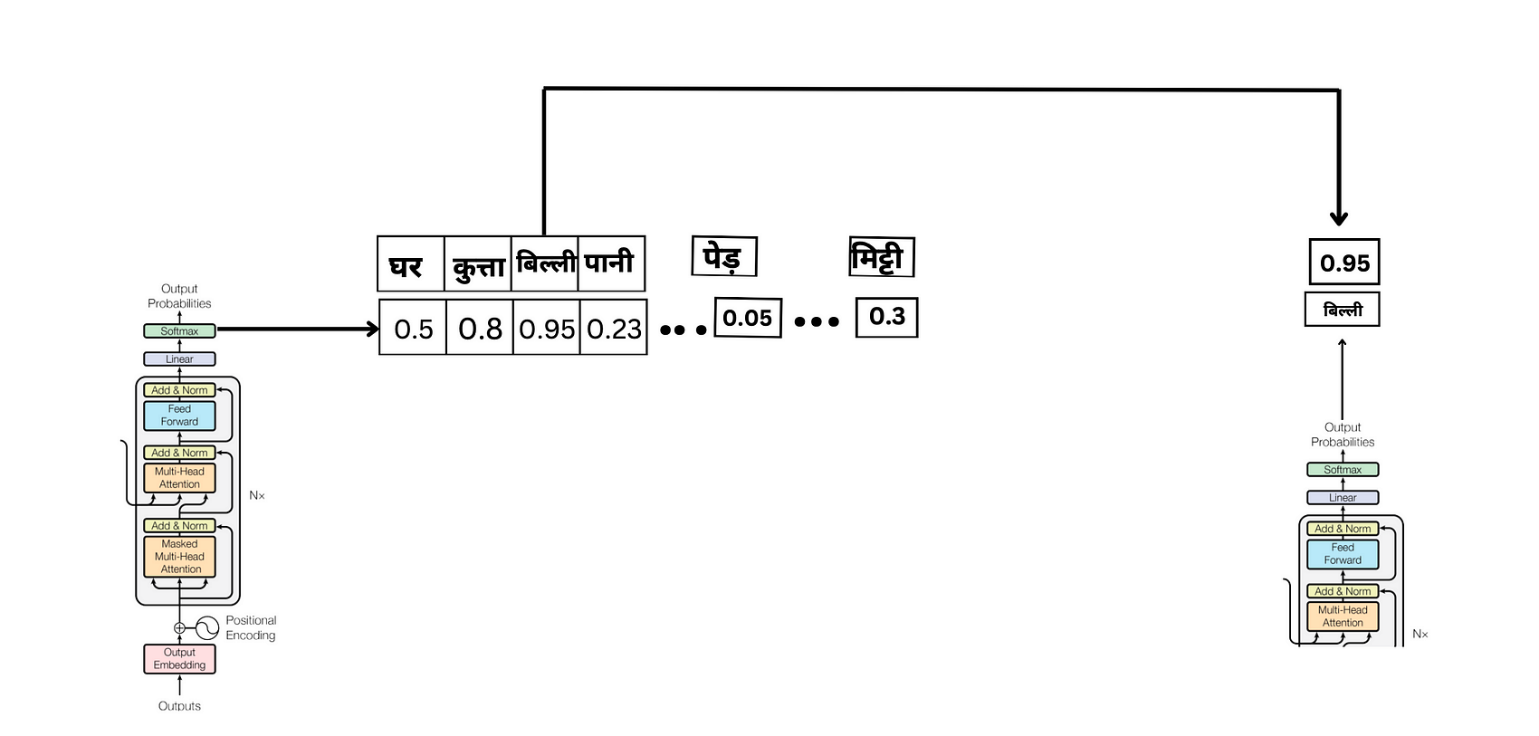 घर कुत्ता बिल्ली पानी पेड़ मिट्टी
0.5 0.8 0.95 0.23 ... 0.05 ... 0.3
Output
Probabilities
Softmax
Linear
Add & Norm
Feed
Forward
Add & Norm
Multi-Head
Attention
Nx
Add & Norm
Masked
Multi-Head
Attention
Positional
Encoding
Output
Embedding
Outputs
0.95
बिल्ली
Output
Probabilities
Softmax
Linear
Add & Norm
Feed
Forward
Add & Norm
Multi-Head
Attention
Nx